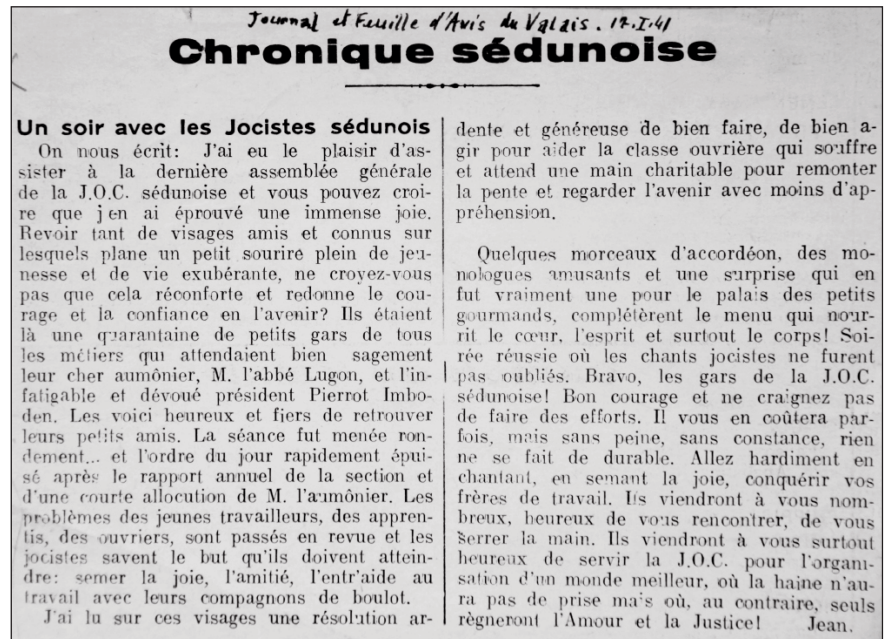 Journal et Feuille d'Avis du Valais. 17.I.41
Chronique sédunoise
Un soir avec les Jocistes sédunois
On nous écrit: J'ai eu le plaisir d'as-
sister à la dernière assemblée générale
de la J.O.C. sédunoise et vous pouvez croi-
re que j'en ai éprouvé une immense joie.
Revoir tant de visages amis et connus sur
lesquels plane un petit sourire plein de jeu-
nesse et de vie exubérante, ne croyez-vous
pas que cela réconforte et redonne le cou-
rage et la confiance en l'avenir? Ils étaient
là une quarantaine de petits gars de tous
les métiers qui attendaient bien sagement
leur cher aumônier, M. l'abbé Lugon, et l'in-
fatigable et dévoué président Pierrot Imbo-
den. Les voici heureux et fiers de retrouver
leurs petits amis. La séance fut menée ron-
dement... et l'ordre du jour rapidement épui-
sé après le rapport annuel de la section et
d'une courte allocution de M. l'aumônier. Les
problèmes des jeunes travailleurs, des appren-
tis, des ouvriers, sont passés en revue et les
jocistes savent le but qu'ils doivent attein-
dre: semer la joie, l'amitié, l'entr'aide au
travail avec leurs compagnons de boulot.
J'ai lu sur ces visages une résolution ar-
dente et généreuse de bien faire, de bien a-
gir pour aider la classe ouvrière qui souffre
et attend une main charitable pour remonter
la pente et regarder l'avenir avec moins d'ap-
préhension.
Quelques morceaux d'accordéon, des mo-
nologues amusants et une surprise qui en
fut vraiment une pour le palais des petits
gourmands, complétèrent le menu qui nour-
rit le cœur, l'esprit et surtout le corps! Soi-
rée réussie où les chants jocistes ne furent
pas oubliés. Bravo, les gars de la J.O.C.
sédunoise! Bon courage et ne craignez pas
de faire des efforts. Il vous en coûtera par-
fois, mais sans peine, sans constance, rien
ne se fait de durable. Allez hardiment en
chantant, en semant la joie, conquérir vos
frères de travail. Ils viendront à vous nom-
breux, heureux de vous rencontrer, de vous
serrer la main. Ils viendront à vous surtout
heureux de servir la J.O.C. pour l'organi-
sation d'un monde meilleur, où la haine n'au-
ra pas de prise mais où, au contraire, seuls
règneront l'Amour et la Justice! Jean.